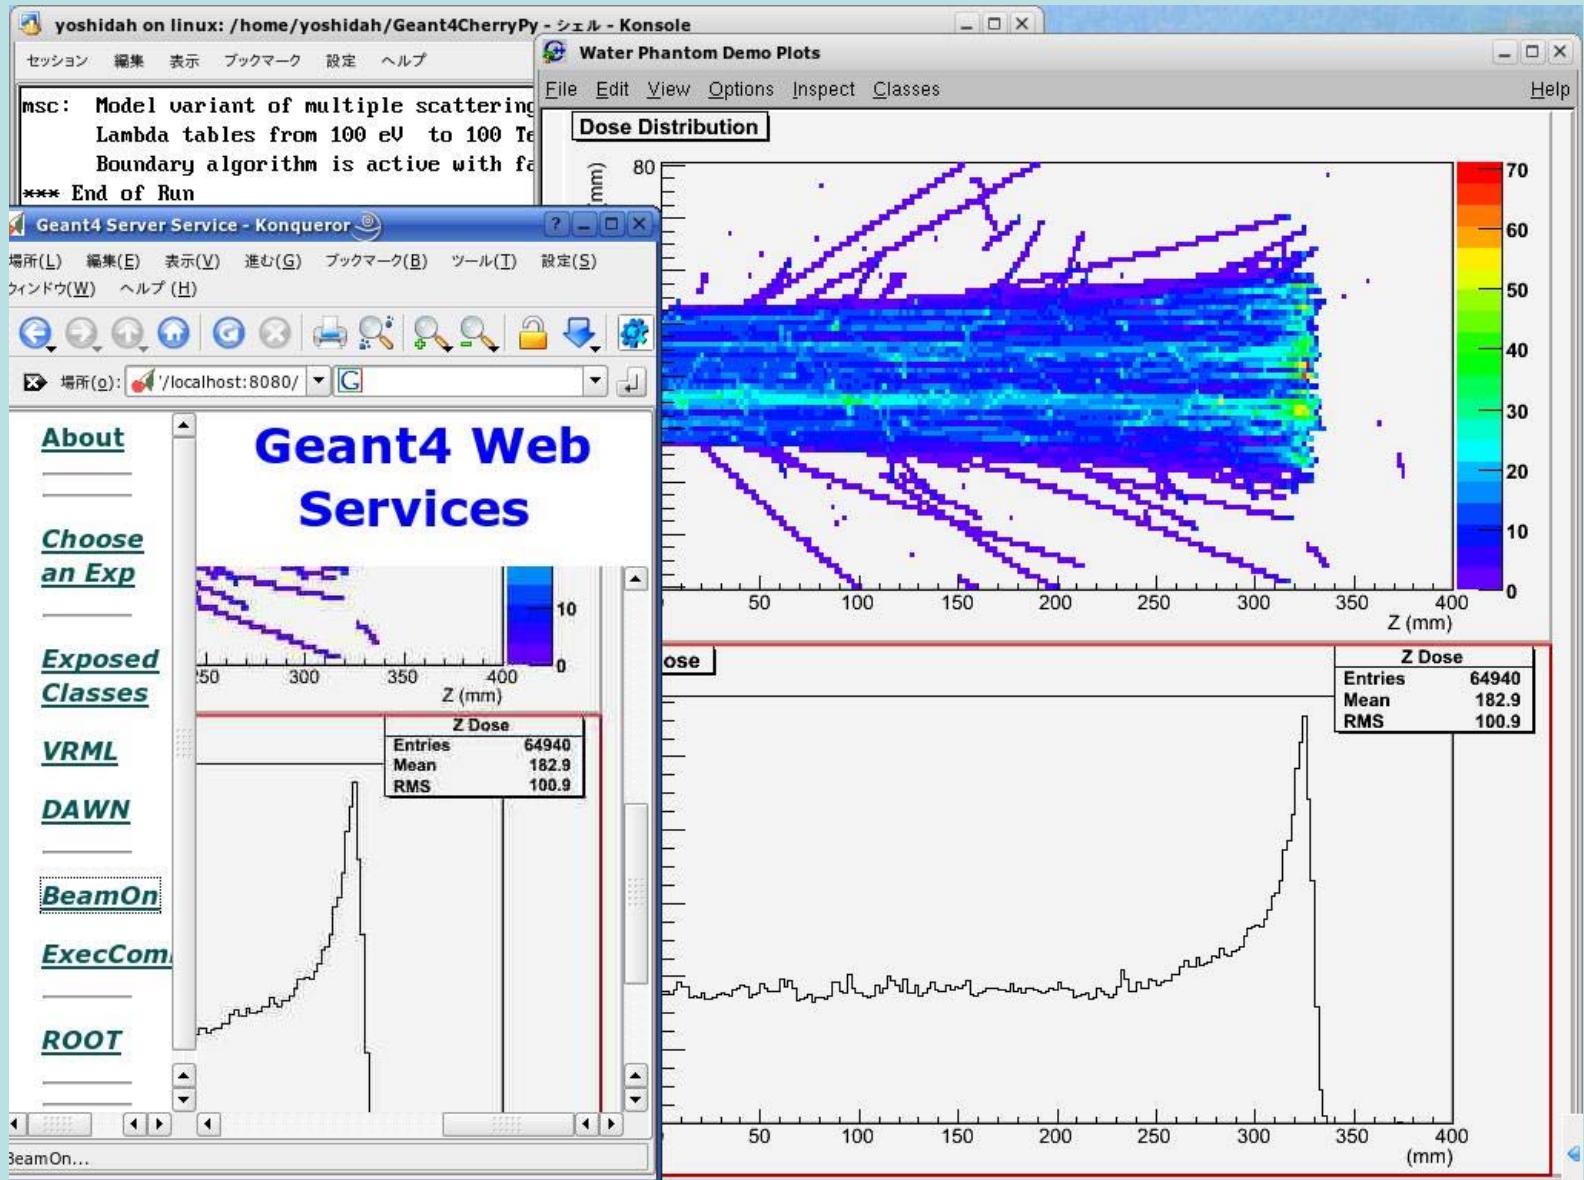 yoshidah on linux: /home/yoshidah/Geant4CherryPy - シェル - Konsole
セッション 編集 表示 ブックマーク 設定 ヘルプ
msc: Model variant of multiple scattering
Lambda tables from 100 eV to 100
Boundary algorithm is active with
*** End of Run
Water Phantom Demo Plots
File Edit View Options Inspect Classes Help
Dose Distribution
(mm)
80
70
60
50
40
30
20
10
0
50 100 150 200 250 300 350 400
Z (mm)
Z Dose
Entries 64940
Mean 182.9
RMS 100.9
50 100 150 200 250 300 350 400
(mm)
Geant4 Server Service - Konqueror
場所(L) 編集(E) 表示(V) 進む(G) ブックマーク(B) ツール(T) 設定(S)
ウィンドウ(W) ヘルプ (H)
場所(o): '/localhost:8080/ G
About
Choose
an Exp
Exposed
Classes
VRML
DAWN
BeamOn
ExecCom
ROOT
Geant4 Web
Services
10
0
300 350 400
Z (mm)
Z Dose
Entries 64940
Mean 182.9
RMS 100.9
BeamOn...